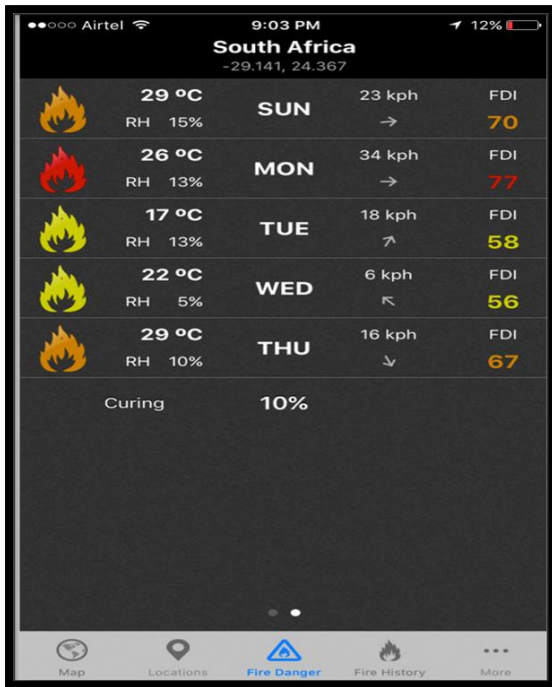 Airtel 9:03 PM 12%
South Africa
-29.141, 24.367
29 ºC SUN 23 kph FDI
RH 15% 70
26 ºC MON 34 kph FDI
RH 13% 77
17 ºC TUE 18 kph FDI
RH 13% 58
22 ºC WED 6 kph FDI
RH 5% 56
29 ºC THU 16 kph FDI
RH 10% 67
Curing 10%
Map Locations Fire Danger Fire History More